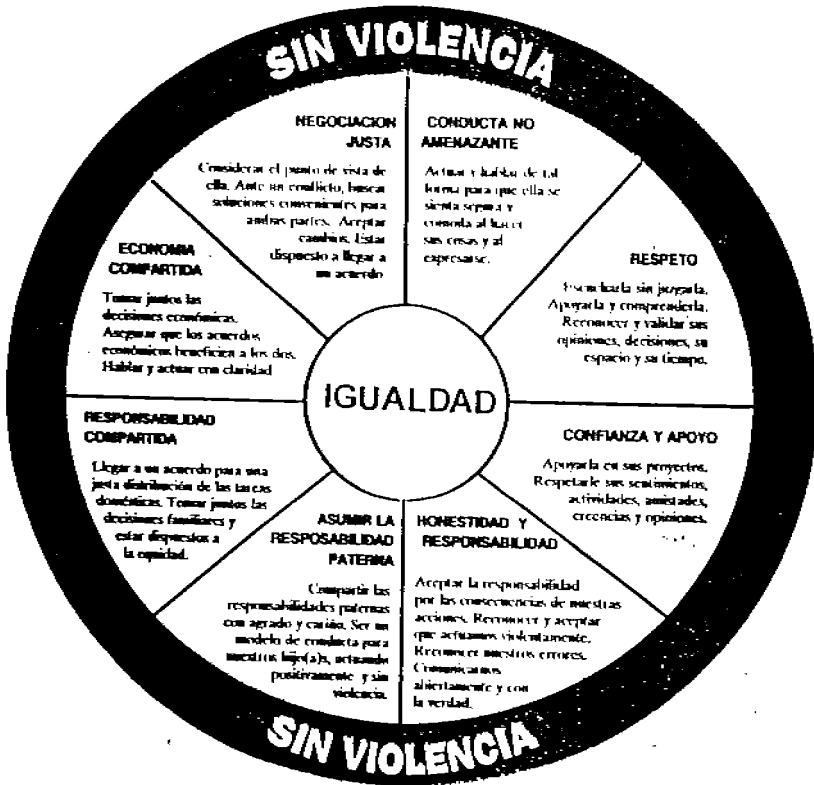 SIN VIOLENCIA
NEGOCIACION
JUSTA
Considerar el punto de vista de
ella. Ante un conflicto, buscar
soluciones convenientes para
ambas partes. Aceptar
cambios. Estar
dispuesto a llegar a
un acuerdo
CONDUCTA NO
AMENAZANTE
Actuar y hablar de tal
forma para que ella se
sienta segura y
comoda al hacer
sus cosas y al
expresarse.
RESPETO
Escucharla sin juzgarla.
Apoyarla y comprenderla.
Reconocer y validar sus
opiniones, decisiones, su
espacio y su tiempo.
CONFIANZA Y APOYO
Apoyarla en sus proyectos.
Respetarle sus sentimientos,
actividades, amistades,
creencias y opiniones.
HONESTIDAD Y
RESPONSABILIDAD
Aceptar la responsabilidad
por las consecuencias de nuestras
acciones. Reconocer y aceptar
que actuamos violentamente.
Reconocer nuestros errores.
Comunicarnos
abiertamente y con
la verdad.
ASUMIR LA
RESPOSABILIDAD
PATERNA
Compartir las
responsabilidades paternas
con agrado y cariño. Ser un
modelo de conducta para
nuestros hijo(a)s, actuando
positivamente y sin
violencia.
RESPONSABILIDAD
COMPARTIDA
Llegar a un acuerdo para una
justa distribución de las tareas
domésticas. Tomar juntos las
decisiones familiares y
estar dispuestos a
la equidad.
ECONOMIA
COMPARTIDA
Tomar juntos las
decisiones económicas.
Asegurar que los acuerdos
económicos beneficien a los dos.
Hablar y actuar con claridad
IGUALDAD
SIN VIOLENCIA